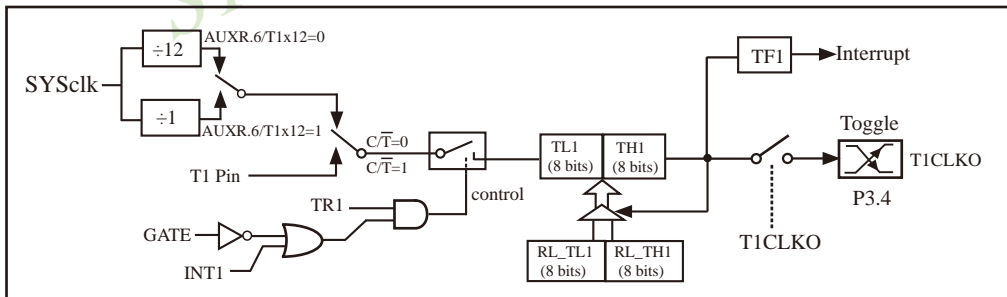 ÷12
AUXR.6/T1x12=0
SYSclk
÷1
AUXR.6/T1x12=1
C/T̅=0
C/T̅=1
T1 Pin
control
TR1
GATE
INT1
TL1
(8 bits)
TH1
(8 bits)
RL_TL1
(8 bits)
RL_TH1
(8 bits)
TF1
Interrupt
Toggle
T1CLKO
P3.4
T1CLKO